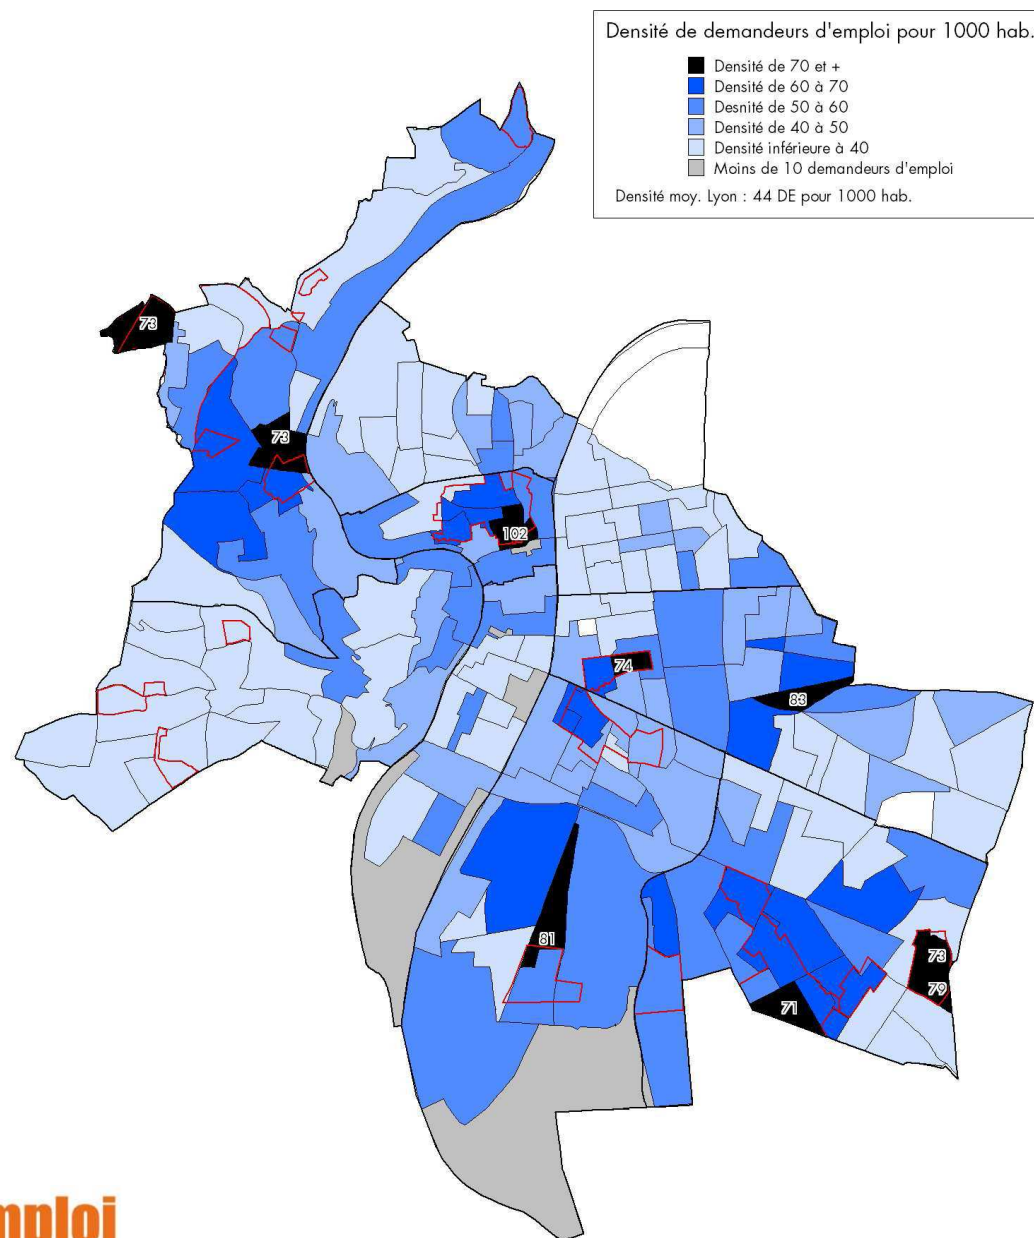 Densité de demandeurs d'emploi pour 1000 hab.
Densité de 70 et +
Densité de 60 à 70
Desnité de 50 à 60
Densité de 40 à 50
Densité inférieure à 40
Moins de 10 demandeurs d'emploi
Densité moy. Lyon : 44 DE pour 1000 hab.
73
73
102
74
83
81
73
79
71
mploi